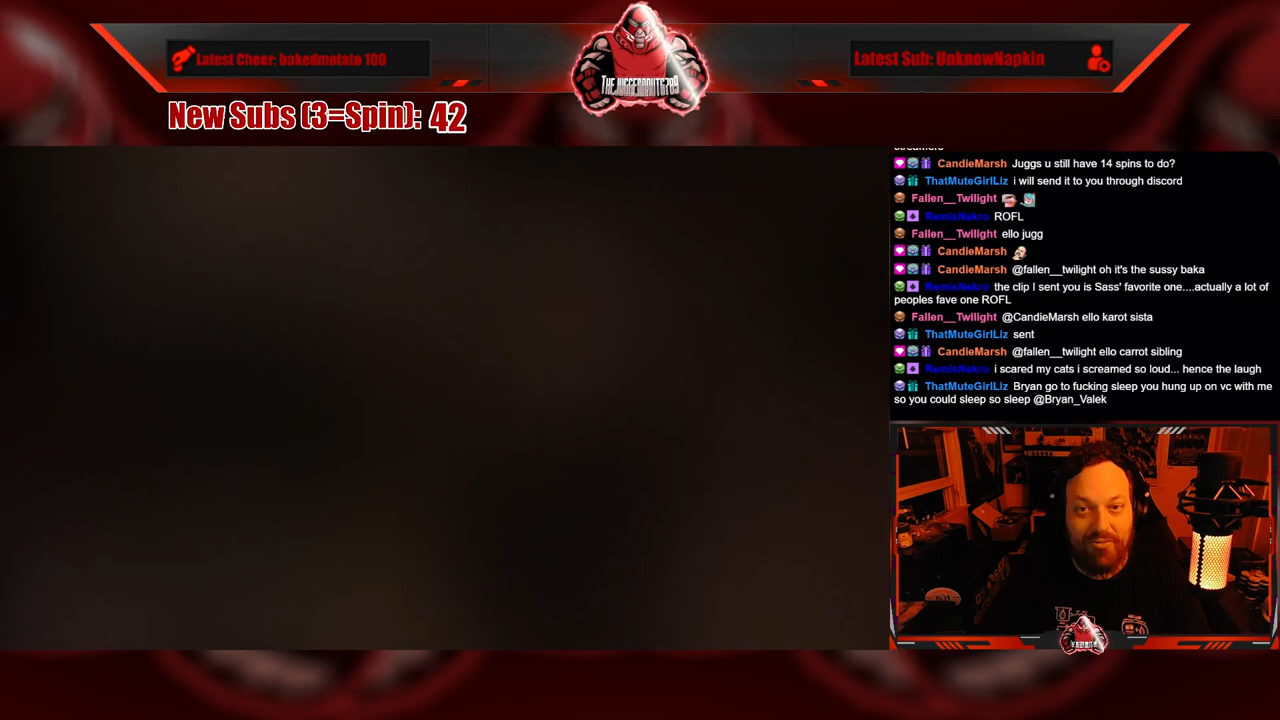 Latest Cheer: bakedmotato 100
THEJUGGERNAUT6789
Latest Sub: UnknowNapkin
New Subs (3=Spin): 42
CandieMarsh Juggs u still have 14 spins to do?
ThatMuteGirlLiz i will send it to you through discord
Fallen__Twilight
RemisNekro ROFL
Fallen__Twilight ello jugg
CandieMarsh
CandieMarsh @fallen__twilight oh it's the sussy baka
RemisNekro the clip I sent you is Sass' favorite one....actually a lot of
peoples fave one ROFL
Fallen__Twilight @CandieMarsh ello karot sista
ThatMuteGirlLiz sent
CandieMarsh @fallen__twilight ello carrot sibling
RemisNekro i scared my cats i screamed so loud... hence the laugh
ThatMuteGirlLiz Bryan go to fucking sleep you hung up on vc with me
so you could sleep so sleep @Bryan_Valek